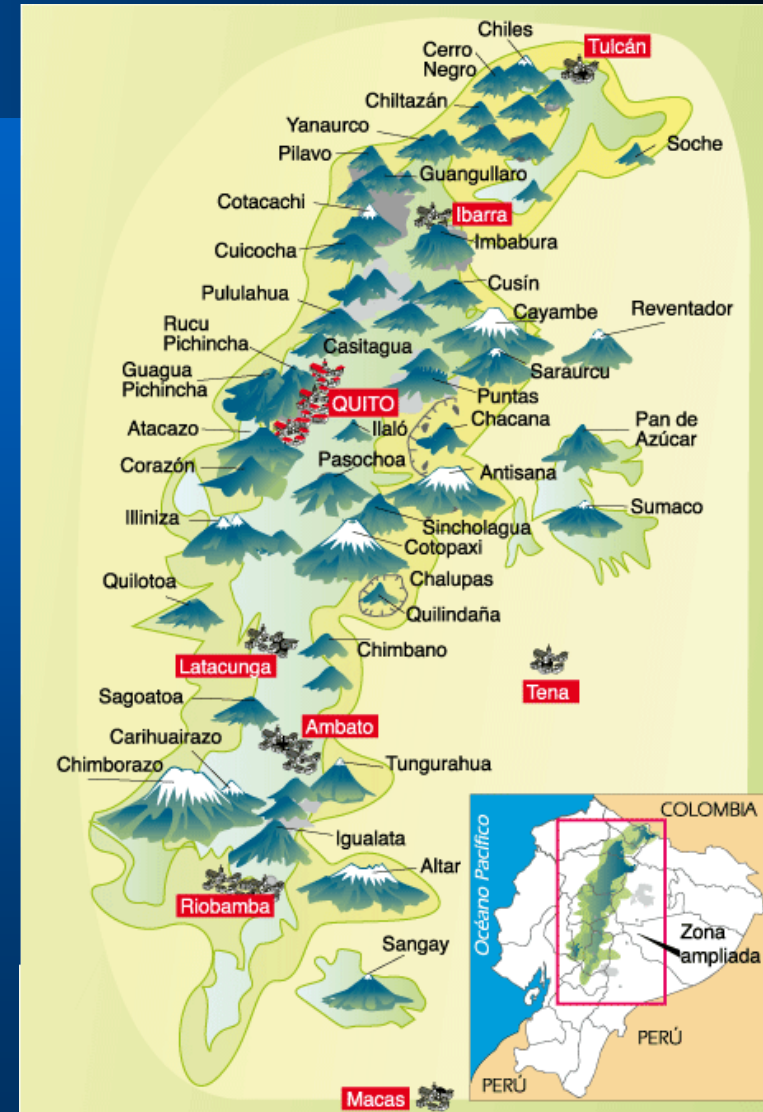 Chiles
Tulcán
Cerro
Negro
Chiltazán
Yanaurco
Soche
Pilavo
Guangullaro
Cotacachi
Ibarra
Imbabura
Cuicocha
Cusín
Pululahua
Cayambe
Reventador
Rucu
Pichincha
Casitagua
Guagua
Pichincha
Saraurcu
Puntas
QUITO
Chacana
Atacazo
Ilaló
Pan de
Azúcar
Corazón
Pasochoa
Antisana
Illiniza
Sincholagua
Sumaco
Cotopaxi
Quilotoa
Chalupas
Quilindaña
Latacunga
Chimbano
Tena
Sagoatoa
Ambato
Carihuairazo
Chimborazo
Tungurahua
Igualata
Altar
Riobamba
Sangay
Macas
COLOMBIA
Océano Pacífico
Zona
ampliada
PERÚ
PERÚ